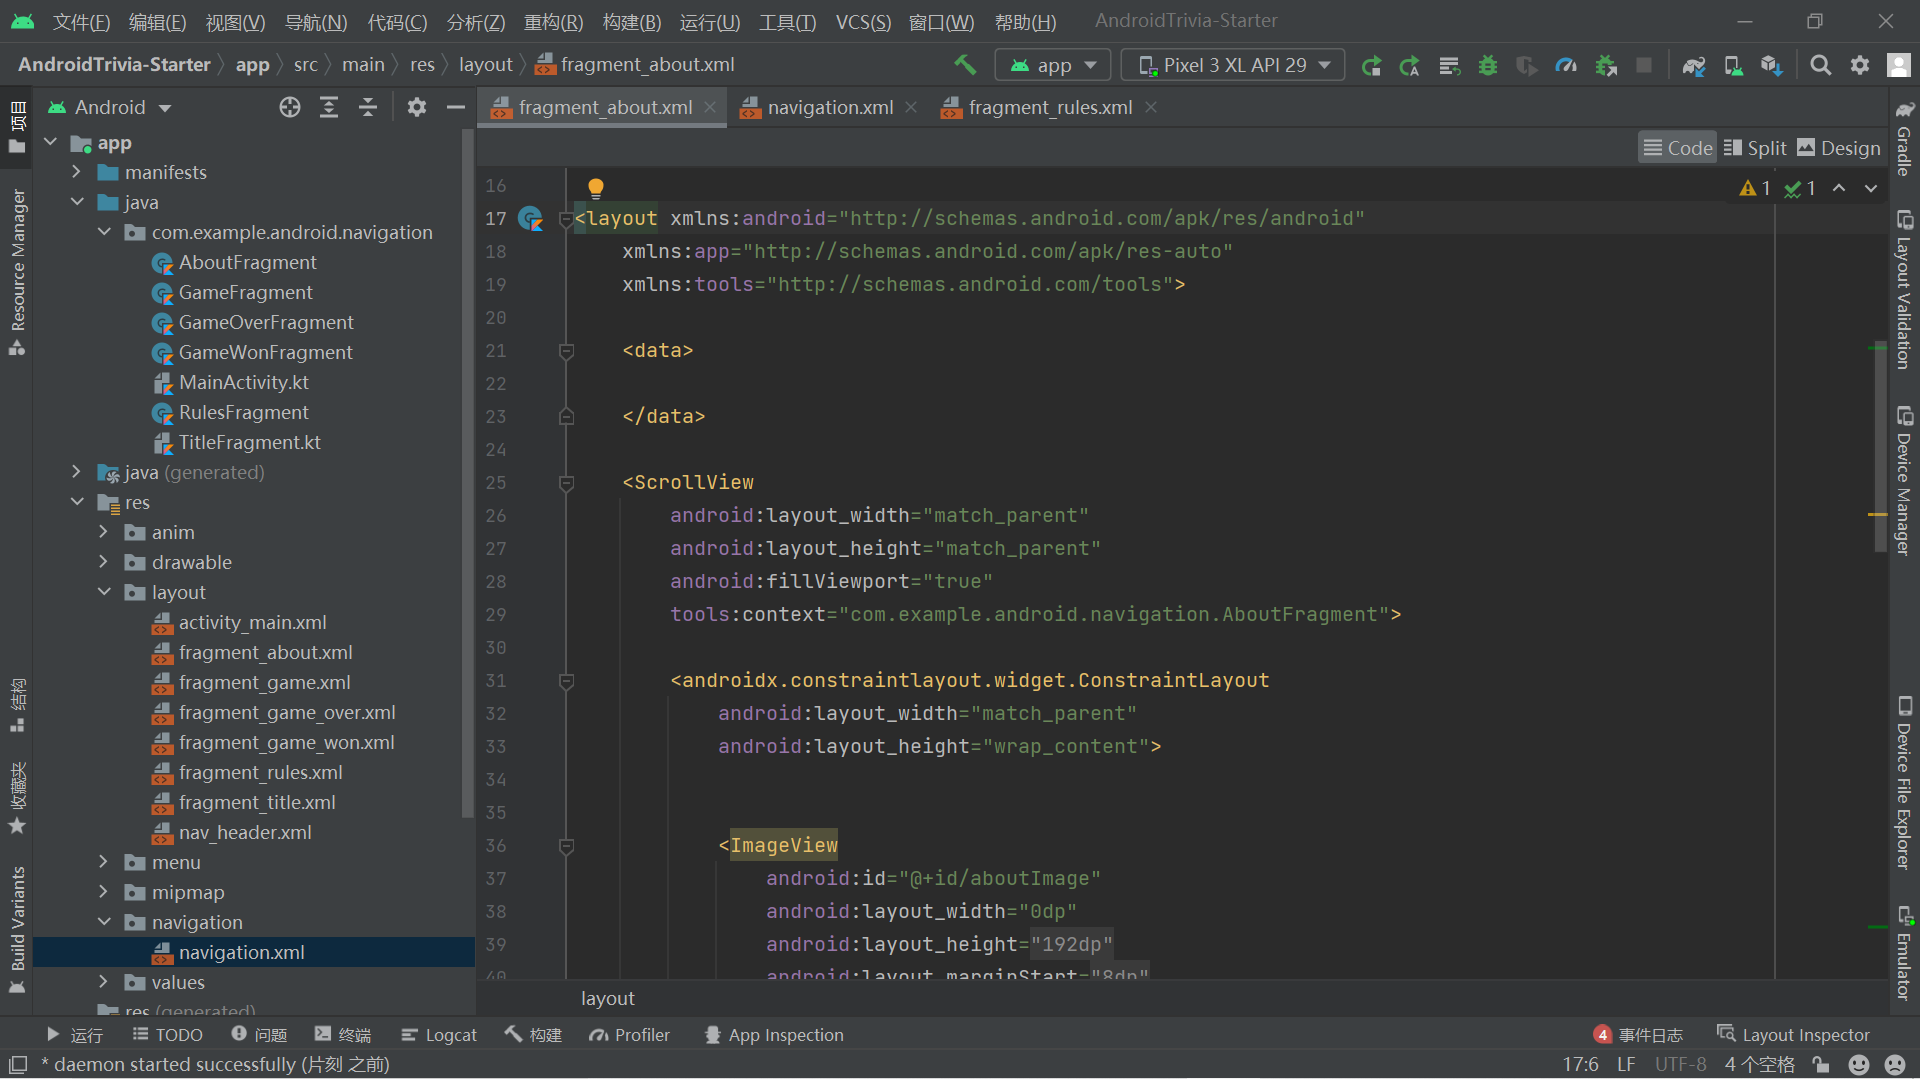 文件(F) 编辑(E) 视图(V) 导航(N) 代码(C) 分析(Z) 重构(R) 构建(B) 运行(U) 工具(T) VCS(S) 窗口(W) 帮助(H) AndroidTrivia-Starter
AndroidTrivia-Starter app src main res layout fragment_about.xml app Pixel 3 XL API 29
Android
fragment_about.xml navigation.xml fragment_rules.xml
Code Split Design
1 1
项目
Resource Manager
结构
收藏夹
Build Variants
app
manifests
java
com.example.android.navigation
AboutFragment
GameFragment
GameOverFragment
GameWonFragment
MainActivity.kt
RulesFragment
TitleFragment.kt
java (generated)
res
anim
drawable
layout
activity_main.xml
fragment_about.xml
fragment_game.xml
fragment_game_over.xml
fragment_game_won.xml
fragment_rules.xml
fragment_title.xml
nav_header.xml
menu
mipmap
navigation
navigation.xml
values
res (generated)
16
17 <layout xmlns:android="http://schemas.android.com/apk/res/android"
18 xmlns:app="http://schemas.android.com/apk/res-auto"
19 xmlns:tools="http://schemas.android.com/tools">
20
21 <data>
22
23 </data>
24
25 <ScrollView
26 android:layout_width="match_parent"
27 android:layout_height="match_parent"
28 android:fillViewport="true"
29 tools:context="com.example.android.navigation.AboutFragment">
30
31 <androidx.constraintlayout.widget.ConstraintLayout
32 android:layout_width="match_parent"
33 android:layout_height="wrap_content">
34
35
36 <ImageView
37 android:id="@+id/aboutImage"
38 android:layout_width="0dp"
39 android:layout_height="192dp"
40 android:layout_marginStart="8dp"
layout
Gradle
Layout Validation
Device Manager
Device File Explorer
Emulator
运行 TODO 问题 终端 Logcat 构建 Profiler App Inspection 4 事件日志 Layout Inspector
* daemon started successfully (片刻 之前) 17:6 LF UTF-8 4 个空格